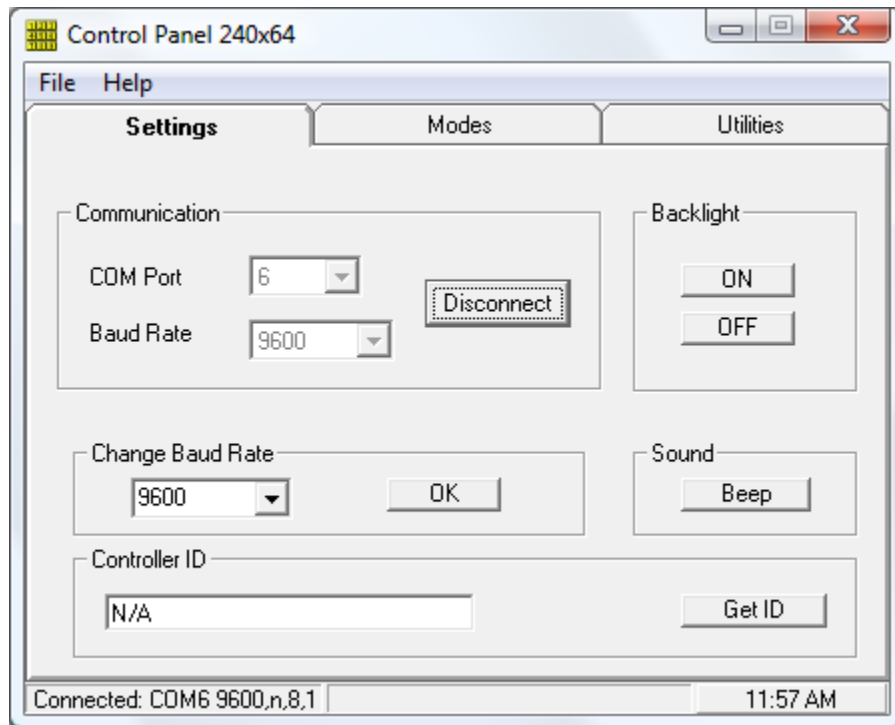 Control Panel 240x64
File Help
Settings Modes Utilities
Communication
COM Port 6
Baud Rate 9600
Disconnect
Backlight
ON
OFF
Change Baud Rate
9600 OK
Sound
Beep
Controller ID
N/A Get ID
Connected: COM6 9600,n,8,1 11:57 AM